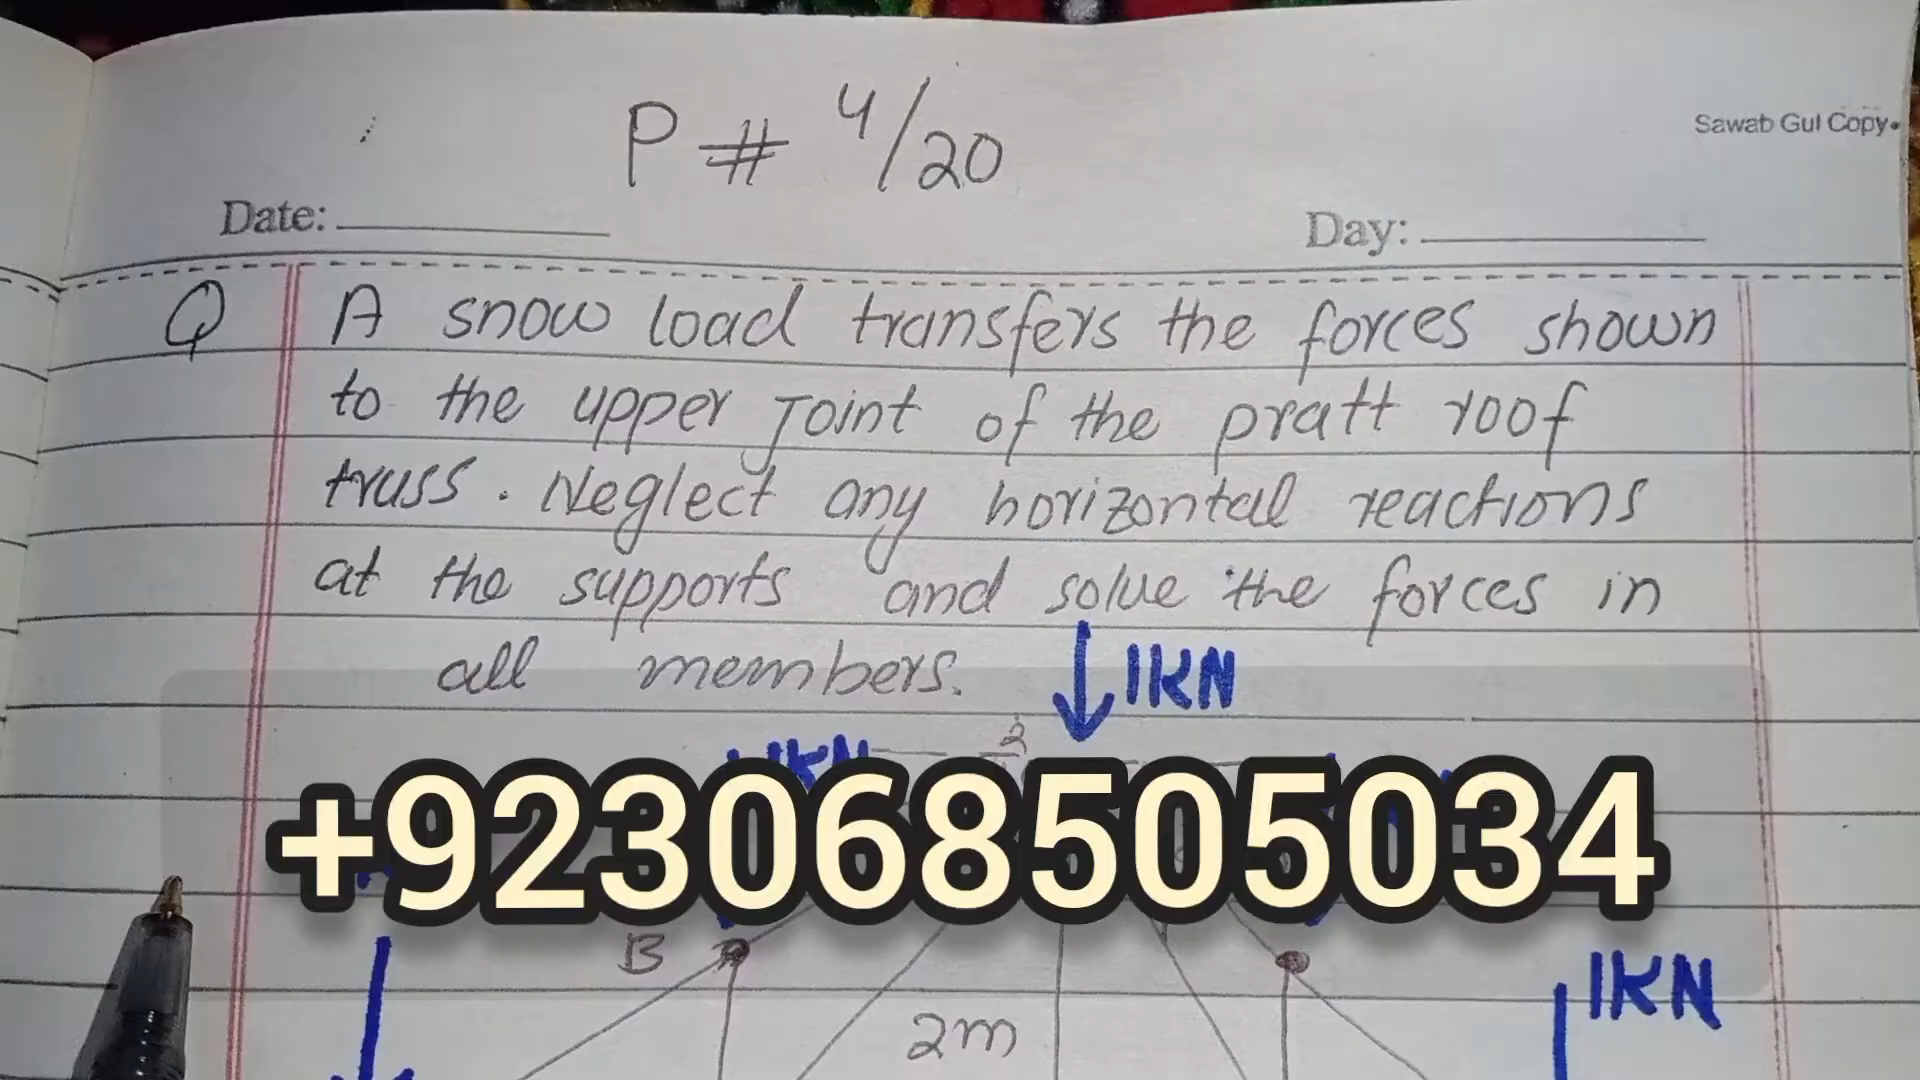 P # 4/20
Sawab Gul Copy
Date:
Day:
Q A snow load transfers the forces shown
to the upper Joint of the pratt roof
truss. Neglect any horizontal reactions
at the supports and solve the forces in
all members.
1KN
1KN
2
+923068505034
B
1KN
2m